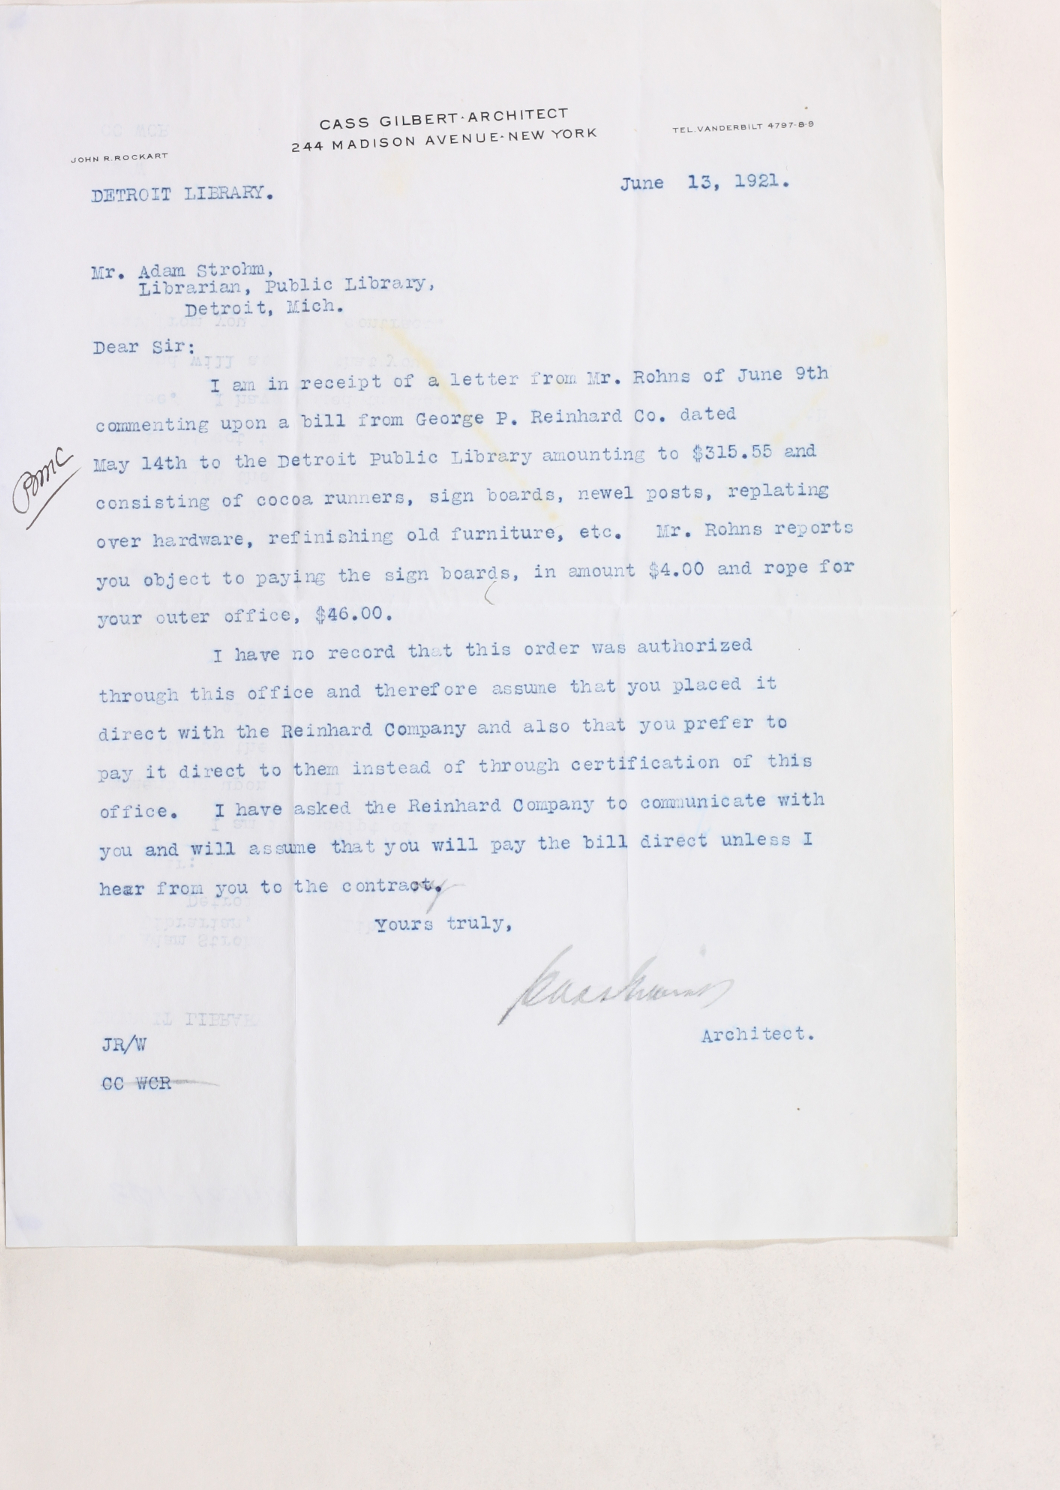 CASS GILBERT·ARCHITECT
244 MADISON AVENUE·NEW YORK
TEL. VANDERBILT 4797-8-9
JOHN R. ROCKART
DETROIT LIBRARY.
June 13, 1921.
Mr. Adam Strohm,
Librarian, Public Library,
Detroit, Mich.
Dear Sir:
I am in receipt of a letter from Mr. Rohns of June 9th
commenting upon a bill from George P. Reinhard Co. dated
May 14th to the Detroit Public Library amounting to $315.55 and
consisting of cocoa runners, sign boards, newel posts, replating
over hardware, refinishing old furniture, etc. Mr. Rohns reports
you object to paying the sign boards, in amount $4.00 and rope for
your outer office, $46.00.
I have no record that this order was authorized
through this office and therefore assume that you placed it
direct with the Reinhard Company and also that you prefer to
pay it direct to them instead of through certification of this
office. I have asked the Reinhard Company to communicate with
you and will assume that you will pay the bill direct unless I
hear from you to the contrary
Yours truly,
Cass Gilbert
Architect.
JR/W
CC WCR